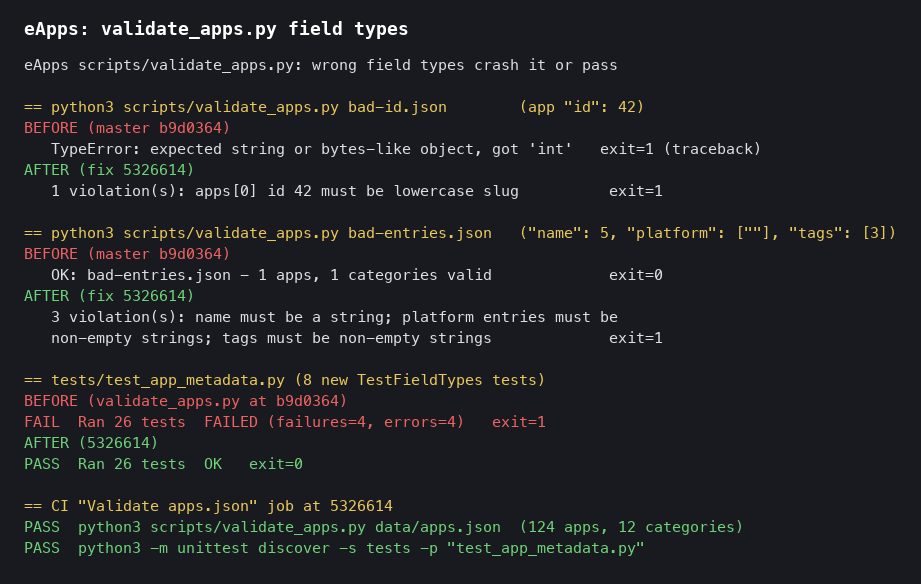 eApps: validate_apps.py field types
eApps scripts/validate_apps.py: wrong field types crash it or pass
== python3 scripts/validate_apps.py bad-id.json        (app "id": 42)
BEFORE (master b9d0364)
TypeError: expected string or bytes-like object, got 'int'   exit=1 (traceback)
AFTER (fix 5326614)
1 violation(s): apps[0] id 42 must be lowercase slug          exit=1
== python3 scripts/validate_apps.py bad-entries.json   ("name": 5, "platform": [""], "tags": [3])
BEFORE (master b9d0364)
OK: bad-entries.json — 1 apps, 1 categories valid             exit=0
AFTER (fix 5326614)
3 violation(s): name must be a string; platform entries must be
non-empty strings; tags must be non-empty strings             exit=1
== tests/test_app_metadata.py (8 new TestFieldTypes tests)
BEFORE (validate_apps.py at b9d0364)
FAIL  Ran 26 tests  FAILED (failures=4, errors=4)   exit=1
AFTER (5326614)
PASS  Ran 26 tests  OK   exit=0
== CI "Validate apps.json" job at 5326614
PASS  python3 scripts/validate_apps.py data/apps.json  (124 apps, 12 categories)
PASS  python3 -m unittest discover -s tests -p "test_app_metadata.py"